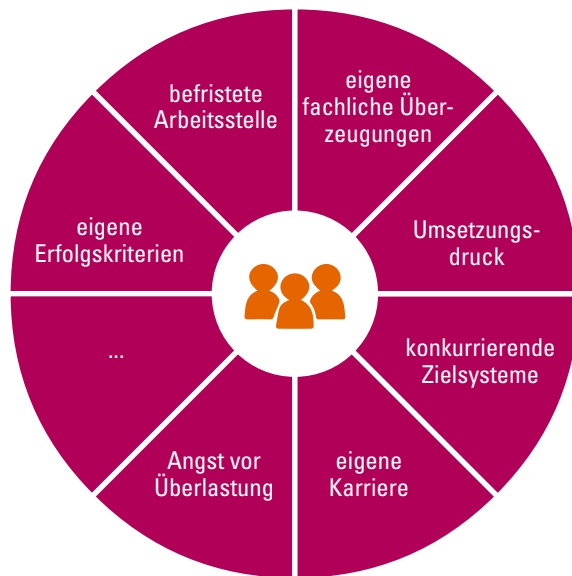 befristete
Arbeitsstelle
eigene
fachliche Über-
zeugungen
Umsetzungs-
druck
konkurrierende
Zielsysteme
eigene
Karriere
Angst vor
Überlastung
...
eigene
Erfolgskriterien